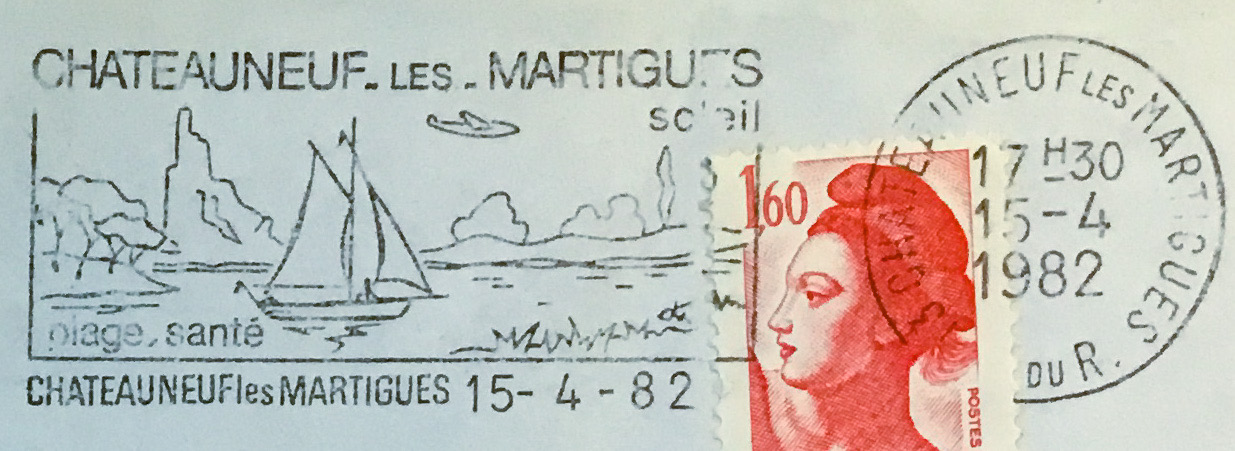 CHATEAUNEUF-LES-MARTIGUES
soleil
plage, santé
CHATEAUNEUF les MARTIGUES 15-4-82
1,60
POSTES
CHATEAUNEUF LES MARTIGUES
17 H 30
15-4
1982
DU R.